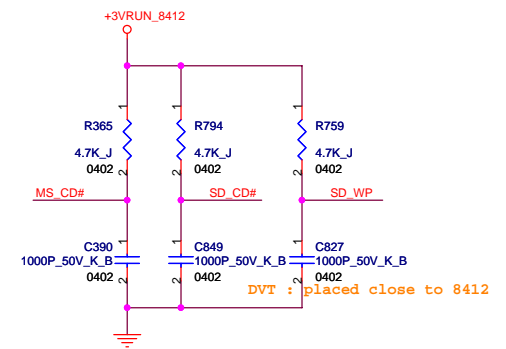 +3VRUN_8412
1 1 1
R365 R794 R759
4.7K_J 4.7K_J 4.7K_J
0402 0402 0402
2 2 2
MS_CD# SD_CD# SD_WP
1 1 1
C390 C849 C827
1000P_50V_K_B 1000P_50V_K_B 1000P_50V_K_B
0402 0402 0402
2 2 2
DVT : placed close to 8412